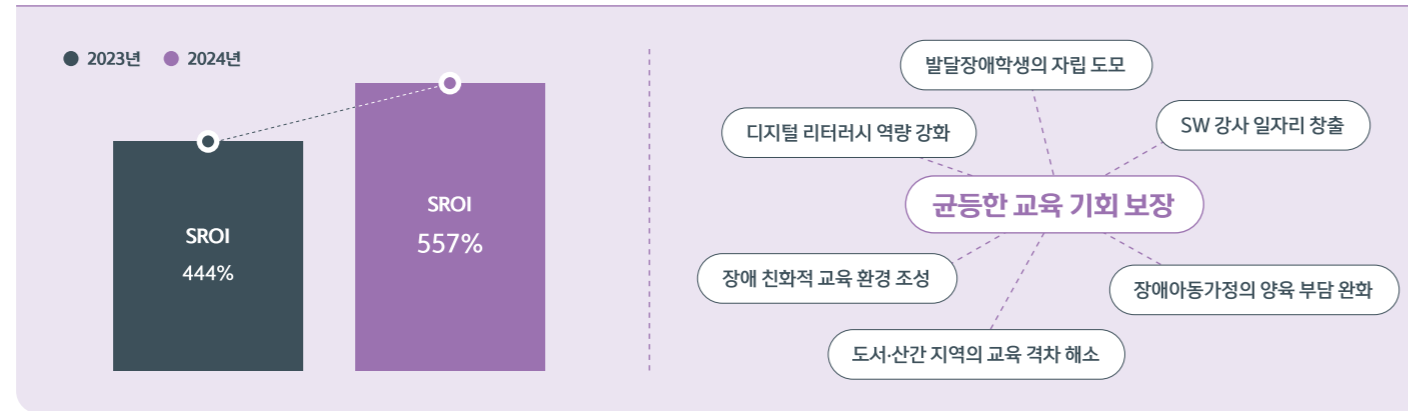 2023년 2024년
SROI
444%
SROI
557%
발달장애학생의 자립 도모
디지털 리터러시 역량 강화
SW 강사 일자리 창출
균등한 교육 기회 보장
장애 친화적 교육 환경 조성
장애아동가정의 양육 부담 완화
도서·산간 지역의 교육 격차 해소